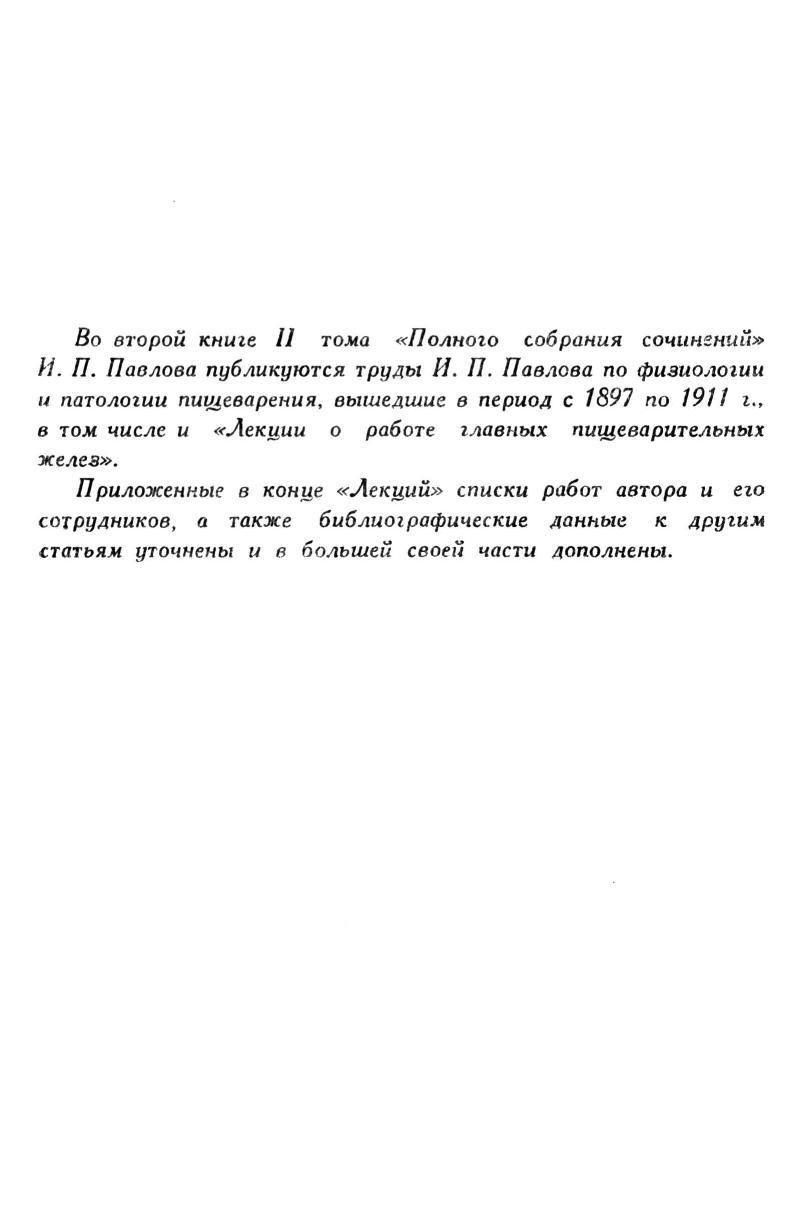 Во второй книге II тома «Полного собрания сочинений»
И. П. Павлова публикуются труды И. П. Павлова по физиологии
и патологии пищеварения, вышедшие в период с 1897 по 1911 г.,
в том числе и «Лекции о работе главных пищеварительных
желез».
Приложенные в конце «Лекций» списки работ автора и его
сотрудников, а также библиографические данные к другим
статьям уточнены и в большей своей части дополнены.